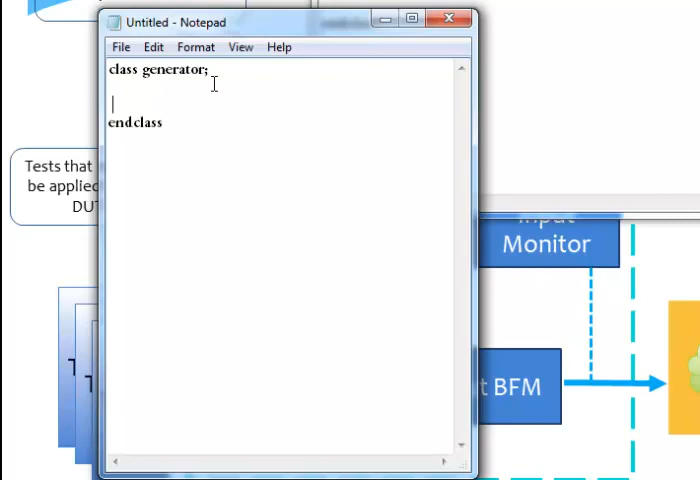 Untitled - Notepad
File Edit Format View Help
class generator;
endclass
Tests that
be applied
DUT
Input
Monitor
t BFM